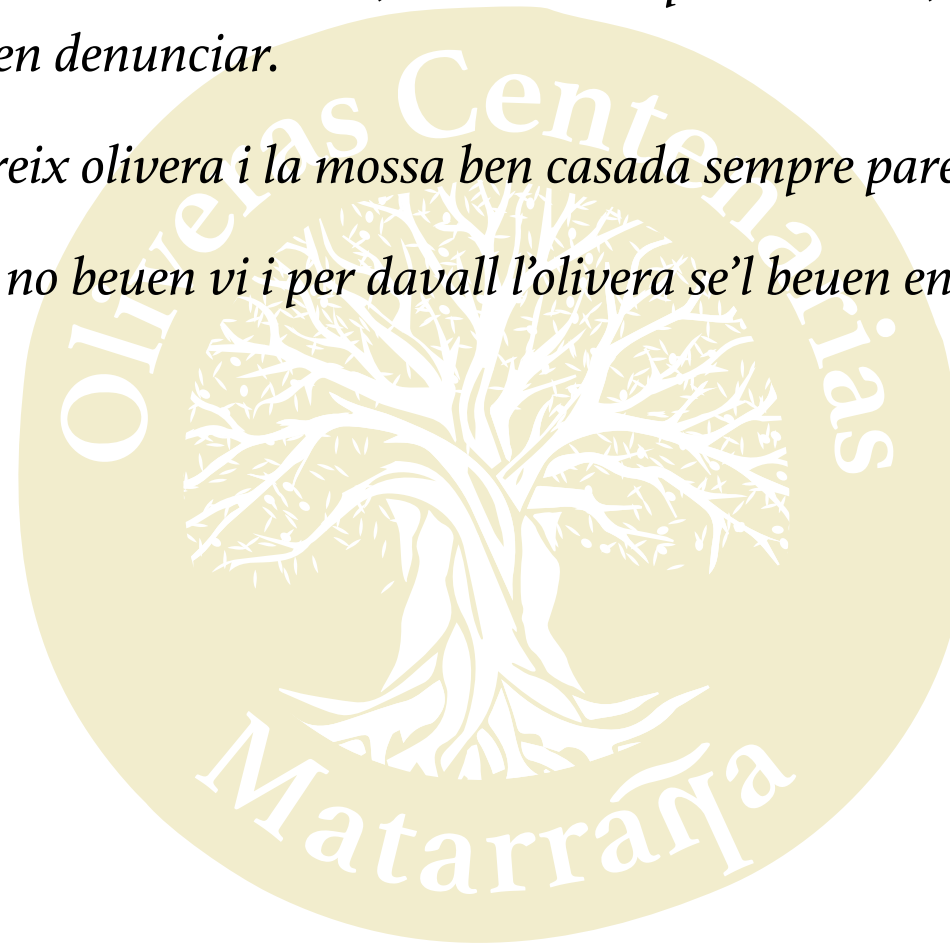 en denunciar.
reix olivera i la mossa ben casada sempre pare
no beuen vi i per davall l’olivera se’l beuen en
Oliveras Centenarias
Matarraña